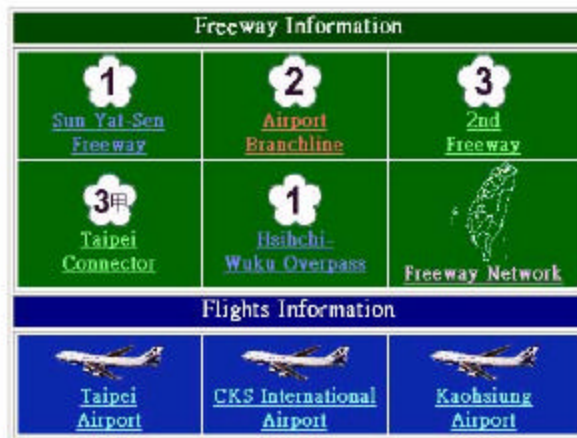 Freeway Information
1
2
3
Sun Yat-Sen
Freeway
Airport
Branchline
2nd
Freeway
3甲
1
Taipei
Connector
Hsihchi-
Wuku Overpass
Freeway Network
Flights Information
Taipei
Airport
CKS International
Airport
Kaohsiung
Airport